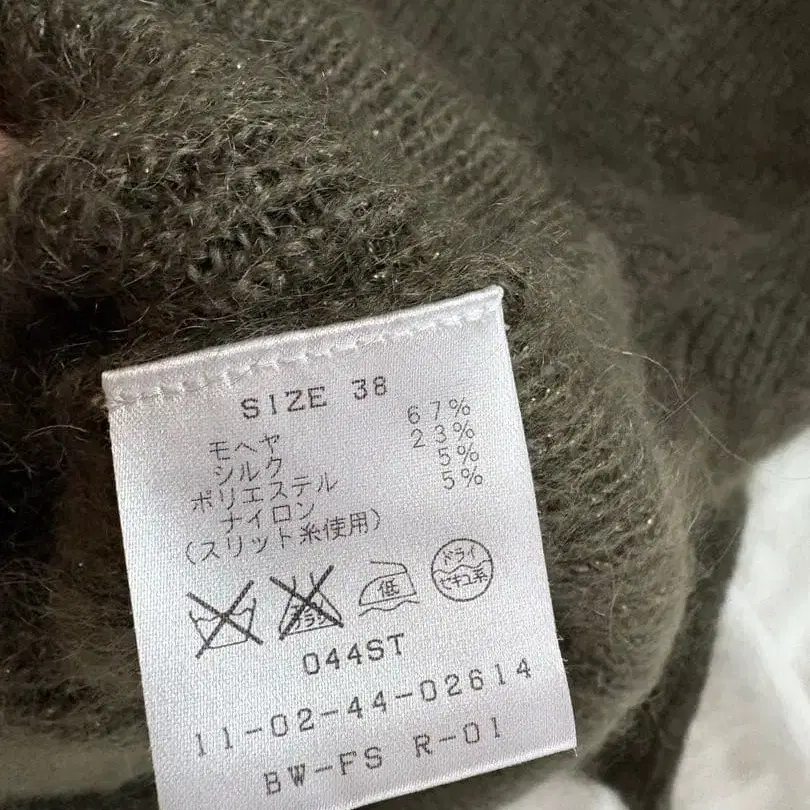 SIZE 38
モヘヤ 67%
シルク 23%
ポリエステル 5%
ナイロン 5%
(スリット糸使用)
低
ドライ
セキユ系
044ST
11-02-44-02614
BW-FS R-01